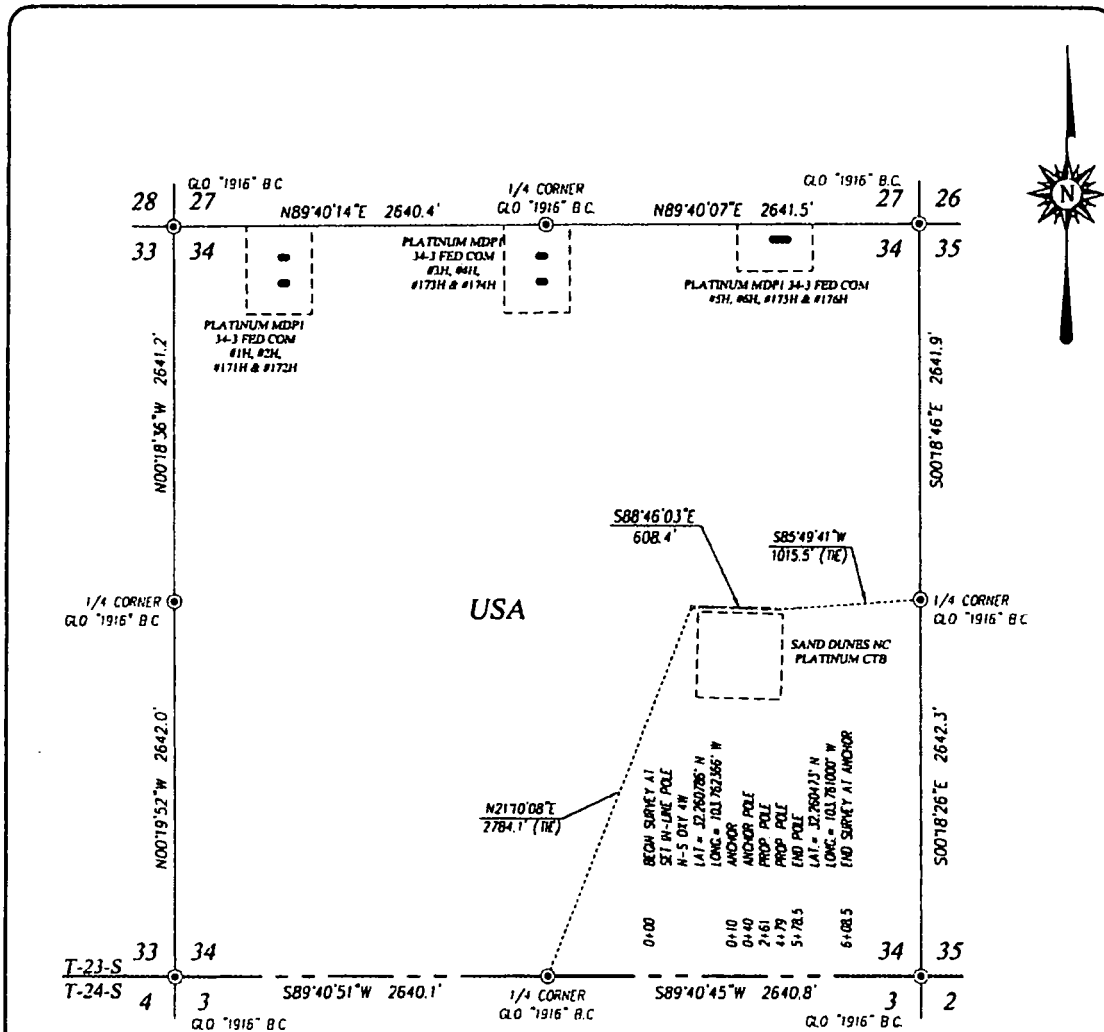 N
GLO "1916" B.C
1/4 CORNER
GLO "1916" B.C.
GLO "1916" B.C.
28 27
N89°40'14"E 2640.4'
N89°40'07"E 2641.5'
27 26
33 34
34 35
PLATINUM MDP1
34-3 FED COM
#1H, #2H,
#171H & #172H
PLATINUM MDP1
34-3 FED COM
#3H, #4H,
#173H & #174H
PLATINUM MDP1 34-3 FED COM
#5H, #6H, #175H & #176H
N00°18'36"W 2641.2'
S00°18'46"E 2641.9'
S88°46'03"E
608.4'
S85°49'41"W
1015.5' (TIE)
1/4 CORNER
GLO "1916" B.C
USA
1/4 CORNER
GLO "1916" B.C
SAND DUNES NC
PLATINUM CTB
N00°19'52"W 2642.0'
N21°10'08"E
2784.1' (TIE)
0+00 BEGIN SURVEY AT
SET IN-LINE POLE
N-S OXY 4W
LAT.= 32.260786° N
LONG.= 103.762366° W
0+10 ANCHOR
0+40 ANCHOR POLE
2+61 PROP. POLE
4+79 PROP. POLE
5+78.5 END POLE
LAT.= 32.260473° N
LONG.= 103.761000° W
6+08.5 END SURVEY AT ANCHOR
S00°18'26"E 2642.3'
33 34
34 35
T-23-S
T-24-S
S89°40'51"W 2640.1'
S89°40'45"W 2640.8'
4 3
1/4 CORNER
GLO "1916" B.C.
3 2
GLO "1916" B.C
GLO "1916" B.C.